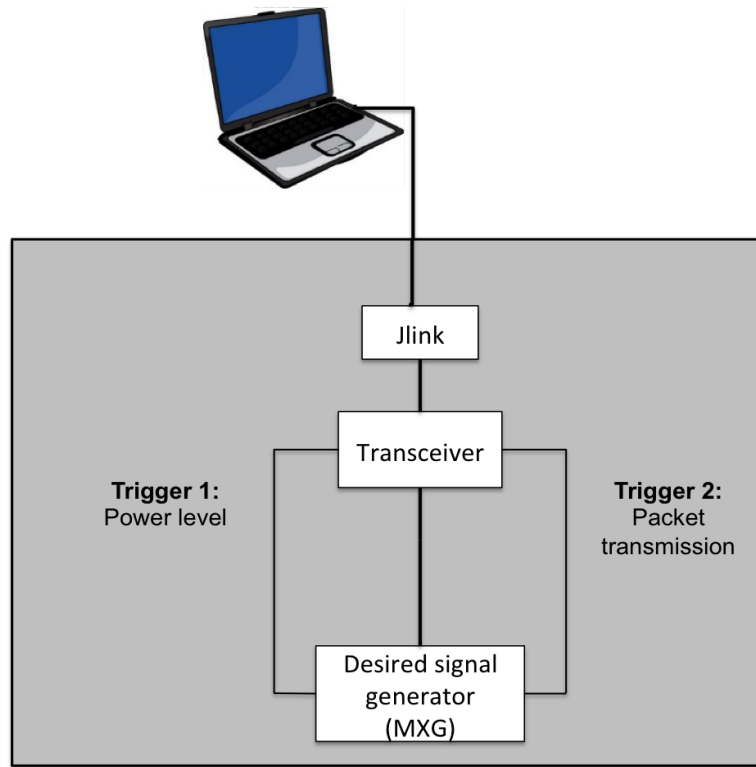 Jlink
Transceiver
Trigger 1:
Power level
Trigger 2:
Packet
transmission
Desired signal
generator
(MXG)